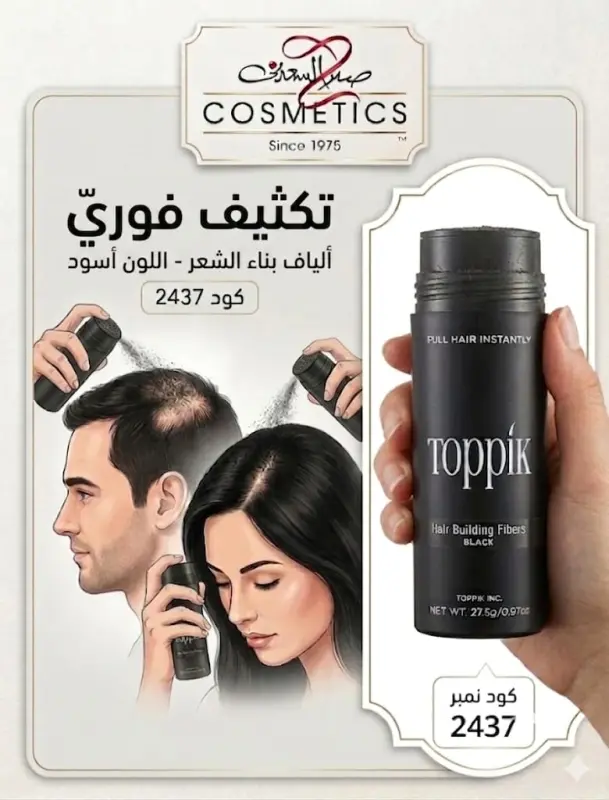 COSMETICS
Since 1975
TM
تكثيف فوريّ
ألياف بناء الشعر - اللون أسود
كود 2437
FULL HAIR INSTANTLY
TOPPIK
Hair Building Fibers
BLACK
TOPPIK INC.
NET WT. 27.5g/0.97oz
كود نمبر
2437